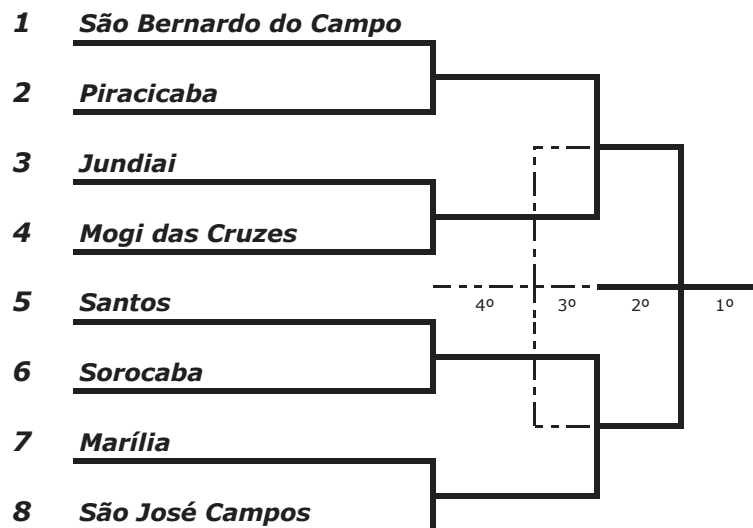 1 São Bernardo do Campo
2 Piracicaba
3 Jundiai
4 Mogi das Cruzes
4º 3º 2º 1º
5 Santos
6 Sorocaba
7 Marília
8 São José Campos